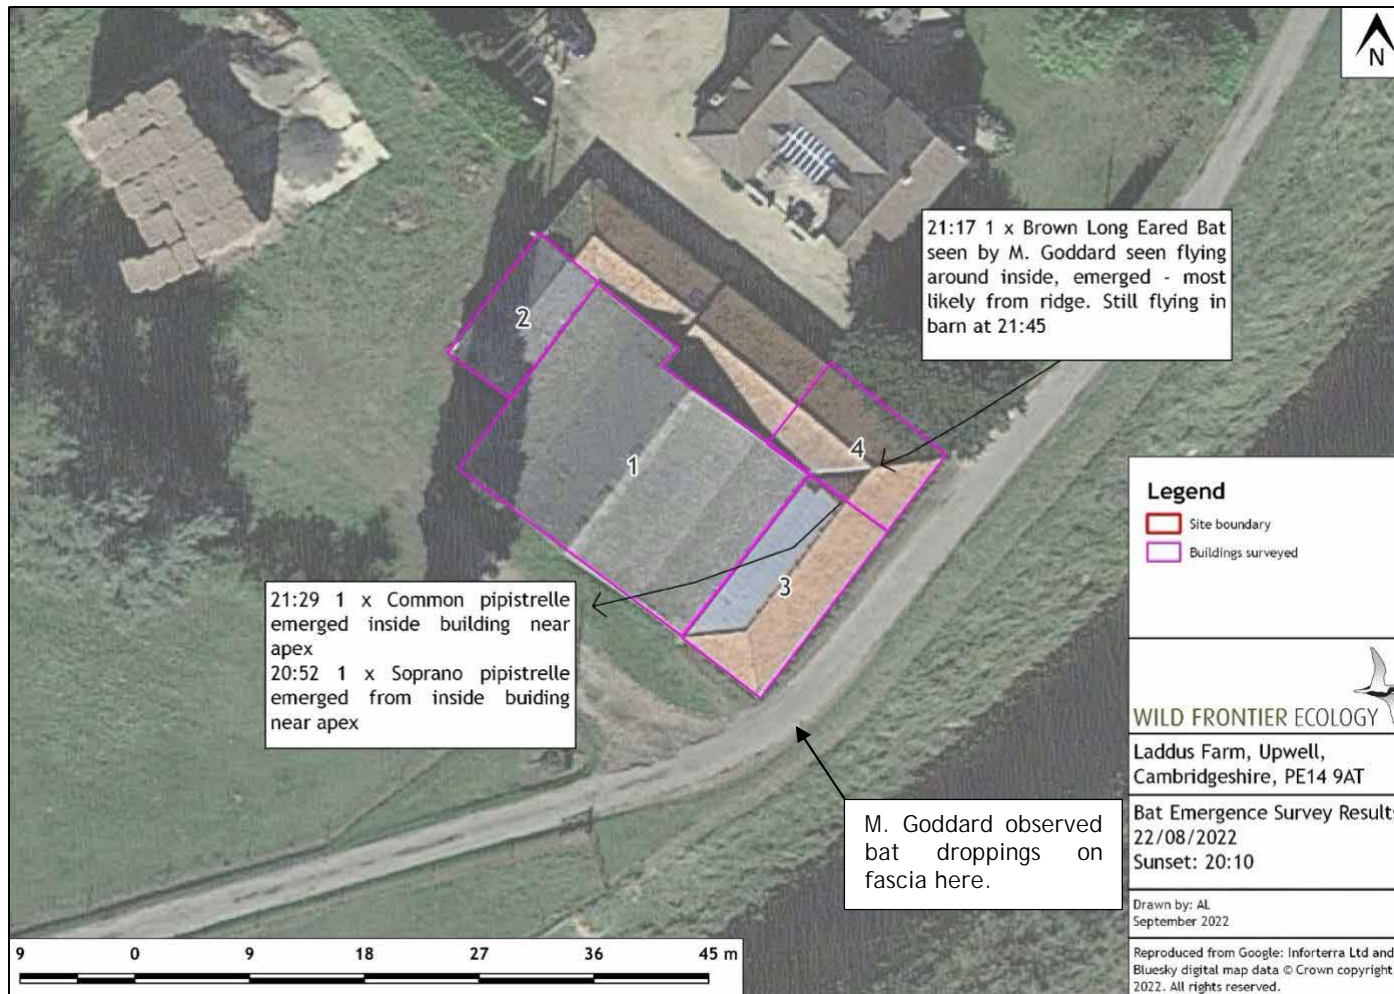 N
21:17 1 x Brown Long Eared Bat
seen by M. Goddard seen flying
around inside, emerged - most
likely from ridge. Still flying in
barn at 21:45
2
1
4
3
21:29 1 x Common pipistrelle
emerged inside building near
apex
20:52 1 x Soprano pipistrelle
emerged from inside buiding
near apex
M. Goddard observed
bat droppings on
fascia here.
Legend
Site boundary
Buildings surveyed
WILD FRONTIER ECOLOGY
Laddus Farm, Upwell,
Cambridgeshire, PE14 9AT
Bat Emergence Survey Results
22/08/2022
Sunset: 20:10
Drawn by: AL
September 2022
Reproduced from Google: Inforterra Ltd and
Bluesky digital map data © Crown copyright
2022. All rights reserved.
9 0 9 18 27 36 45 m